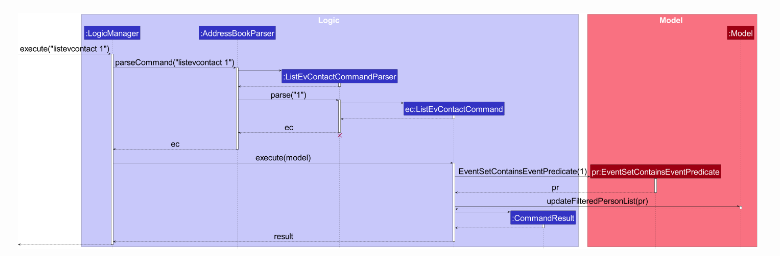 Logic
Model
:LogicManager
:AddressBookParser
:Model
execute("listevcontact 1")
parseCommand("listevcontact 1")
:ListEvContactCommandParser
parse("1")
ec:ListEvContactCommand
ec
ec
execute(model)
EventSetContainsEventPredicate(1)
pr:EventSetContainsEventPredicate
pr
updateFilteredPersonList(pr)
:CommandResult
result